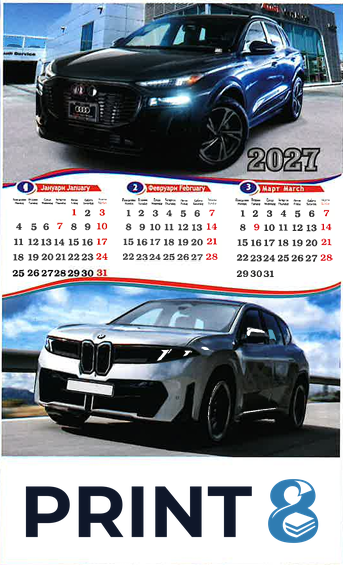 Audi
Audi Service
AUDI
2027
1 Януари January
2 Февруари February
3 Март March
1 2 3
4 5 6 7 8 9 10
11 12 13 14 15 16 17
18 19 20 21 22 23 24
25 26 27 28 29 30 31
1 2 3 4 5 6 7
8 9 10 11 12 13 14
15 16 17 18 19 20 21
22 23 24 25 26 27 28
1 2 3 4 5 6 7
8 9 10 11 12 13 14
15 16 17 18 19 20 21
22 23 24 25 26 27 28
29 30 31
PRINT 8